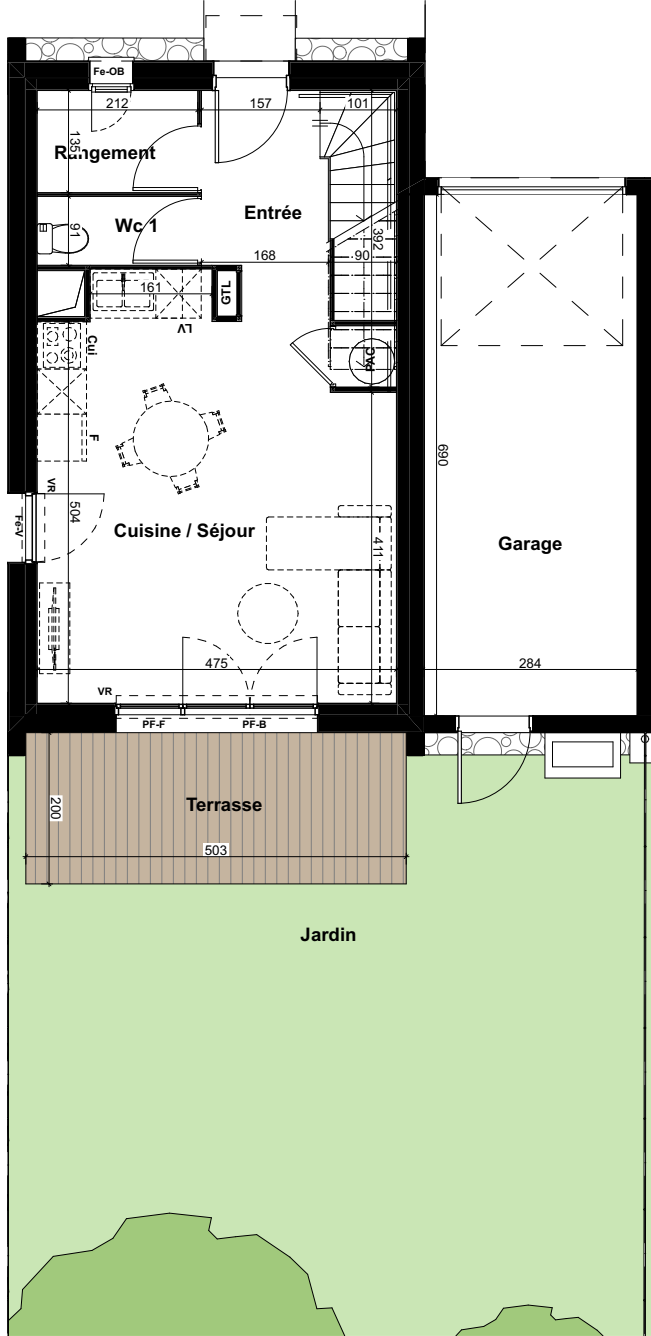 Fe-OB
212
157
101
135
Rangement
Wc 1
91
Entrée
392
168
90
161
GTL
LV
Cui
PAC
F
VR
504
Fe-V
Cuisine / Séjour
411
690
Garage
475
284
VR
PF-F
PF-B
200
Terrasse
503
Jardin